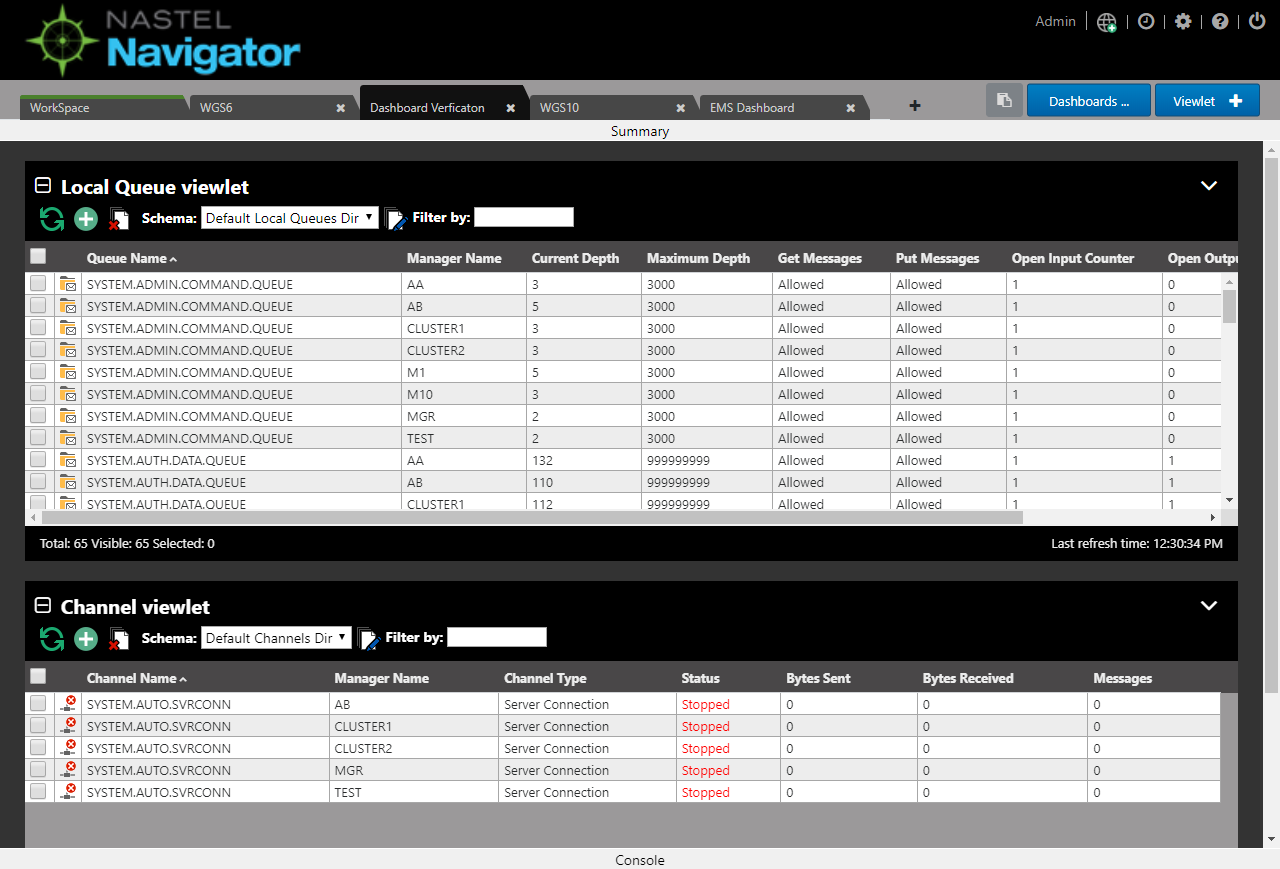 NASTEL
Navigator
Admin
WorkSpace WGS6 Dashboard Verficaton WGS10 EMS Dashboard Dashboards ... Viewlet
Summary
Local Queue viewlet
Schema: Default Local Queues Dir Filter by:
Queue Name Manager Name Current Depth Maximum Depth Get Messages Put Messages Open Input Counter Open Outpu
SYSTEM.ADMIN.COMMAND.QUEUE AA 3 3000 Allowed Allowed 1 0
SYSTEM.ADMIN.COMMAND.QUEUE AB 5 3000 Allowed Allowed 1 0
SYSTEM.ADMIN.COMMAND.QUEUE CLUSTER1 3 3000 Allowed Allowed 1 0
SYSTEM.ADMIN.COMMAND.QUEUE CLUSTER2 3 3000 Allowed Allowed 1 0
SYSTEM.ADMIN.COMMAND.QUEUE M1 5 3000 Allowed Allowed 1 0
SYSTEM.ADMIN.COMMAND.QUEUE M10 3 3000 Allowed Allowed 1 0
SYSTEM.ADMIN.COMMAND.QUEUE MGR 2 3000 Allowed Allowed 1 0
SYSTEM.ADMIN.COMMAND.QUEUE TEST 2 3000 Allowed Allowed 1 0
SYSTEM.AUTH.DATA.QUEUE AA 132 999999999 Allowed Allowed 1 1
SYSTEM.AUTH.DATA.QUEUE AB 110 999999999 Allowed Allowed 1 1
SYSTEM.AUTH.DATA.QUEUE CLUSTER1 112 999999999 Allowed Allowed 1 1
Total: 65 Visible: 65 Selected: 0 Last refresh time: 12:30:34 PM
Channel viewlet
Schema: Default Channels Dir Filter by:
Channel Name Manager Name Channel Type Status Bytes Sent Bytes Received Messages
SYSTEM.AUTO.SVRCONN AB Server Connection Stopped 0 0 0
SYSTEM.AUTO.SVRCONN CLUSTER1 Server Connection Stopped 0 0 0
SYSTEM.AUTO.SVRCONN CLUSTER2 Server Connection Stopped 0 0 0
SYSTEM.AUTO.SVRCONN MGR Server Connection Stopped 0 0 0
SYSTEM.AUTO.SVRCONN TEST Server Connection Stopped 0 0 0
Console